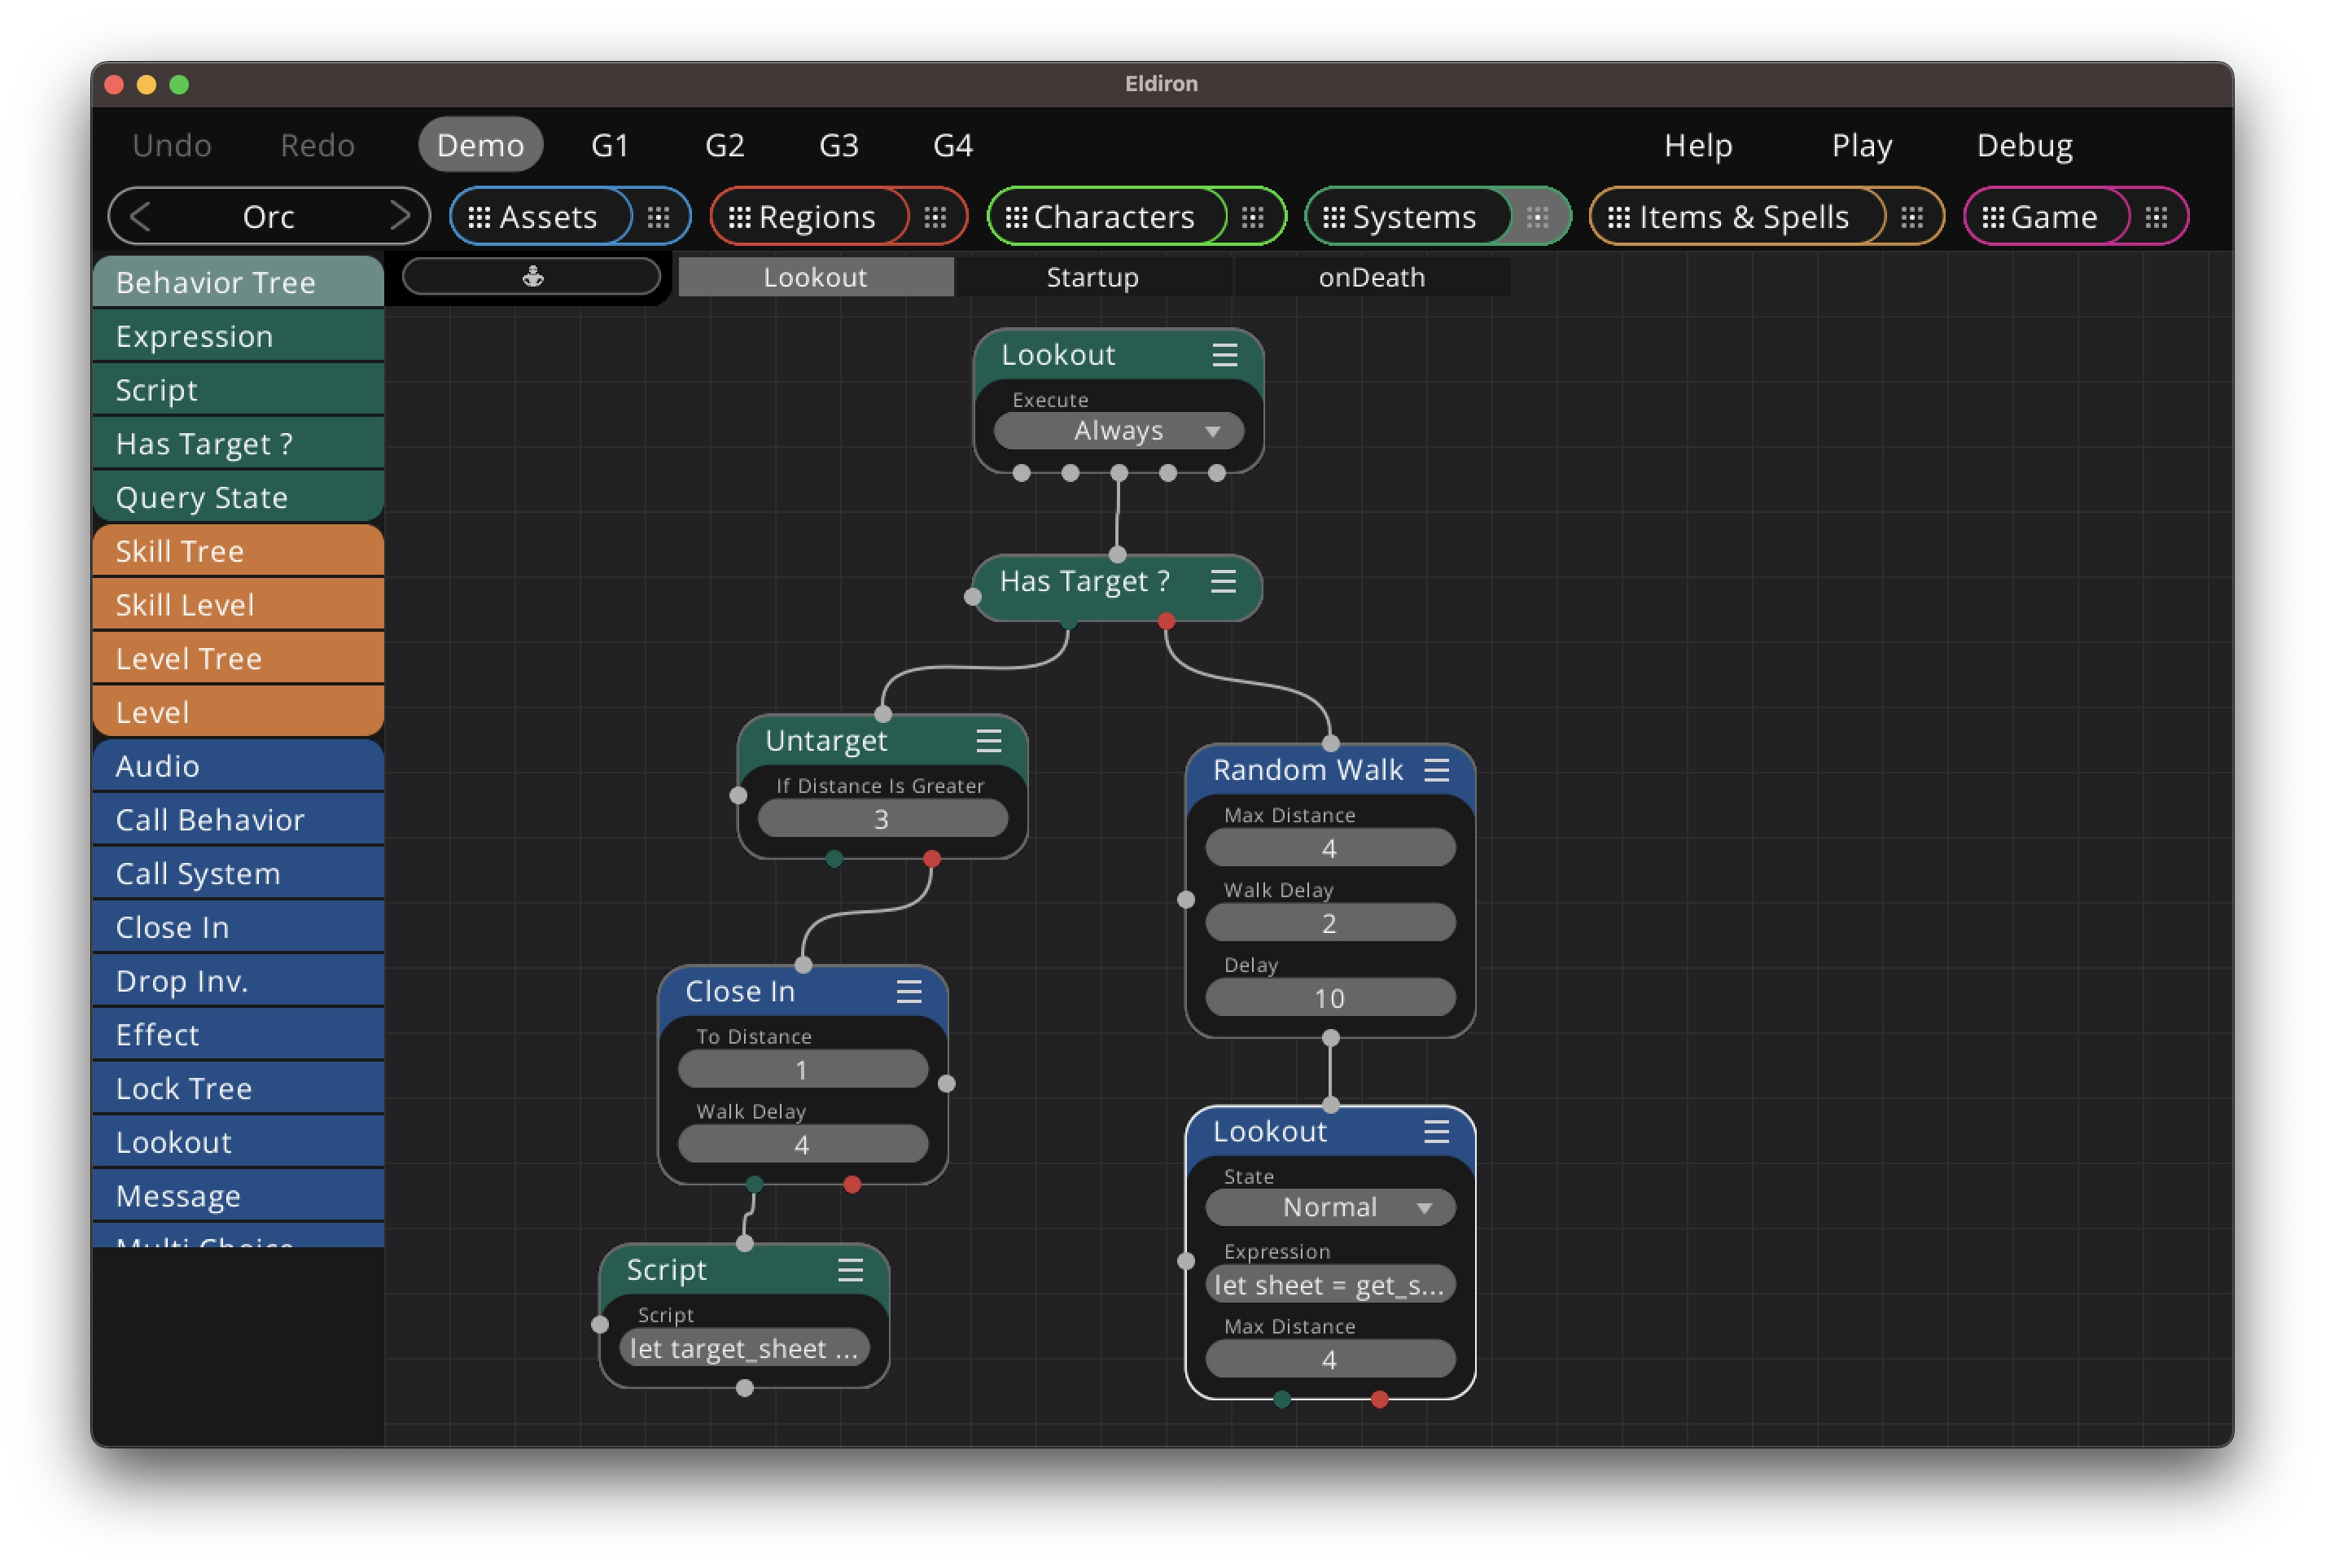 Eldiron
Undo Redo Demo G1 G2 G3 G4 Help Play Debug
Orc Assets Regions Characters Systems Items & Spells Game
Behavior Tree
Expression
Script
Has Target ?
Query State
Skill Tree
Skill Level
Level Tree
Level
Audio
Call Behavior
Call System
Close In
Drop Inv.
Effect
Lock Tree
Lookout
Message
Multi Choice
Lookout Startup onDeath
Lookout
Execute
Always
Has Target ?
Untarget
If Distance Is Greater
3
Close In
To Distance
1
Walk Delay
4
Script
Script
let target_sheet ...
Random Walk
Max Distance
4
Walk Delay
2
Delay
10
Lookout
State
Normal
Expression
let sheet = get_s...
Max Distance
4